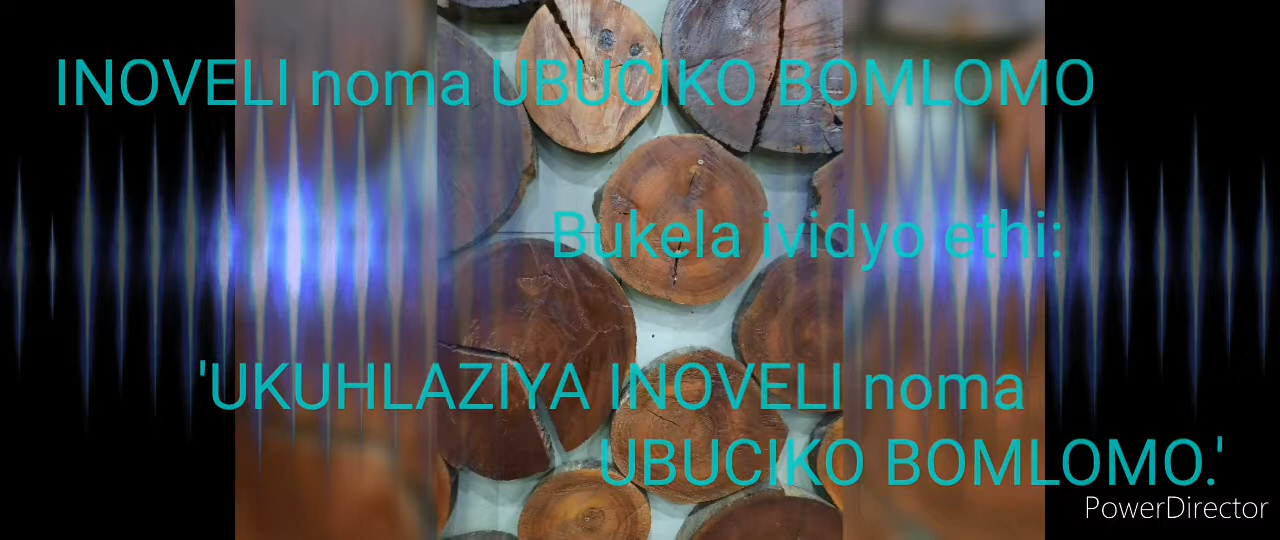 INOVELI noma UBUCIKO BOMLOMO
Bukela ividyo ethi:
'UKUHLAZIYA INOVELI noma
UBUCIKO BOMLOMO.'
PowerDirector